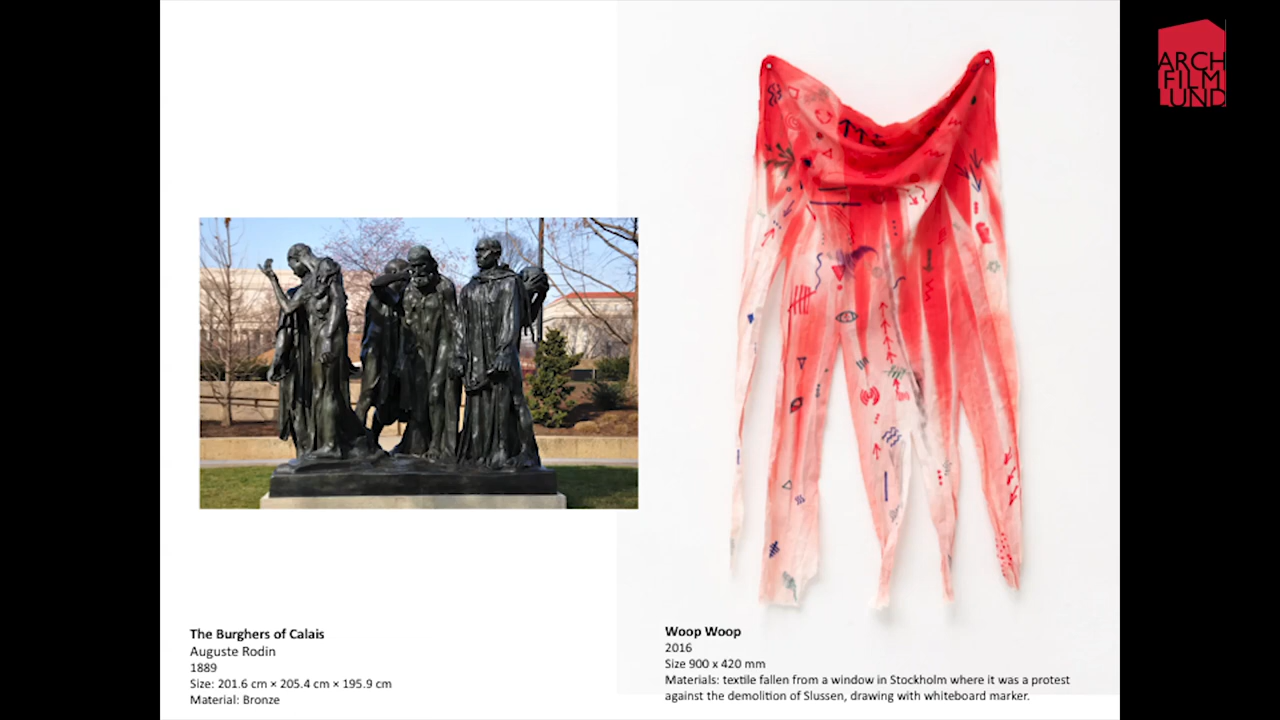 The Burghers of Calais
Auguste Rodin
1889
Size: 201.6 cm × 205.4 cm × 195.9 cm
Material: Bronze
Woop Woop
2016
Size 900 x 420 mm
Materials: textile fallen from a window in Stockholm where it was a protest
against the demolition of Slussen, drawing with whiteboard marker.
ARCH
FILM
LUND